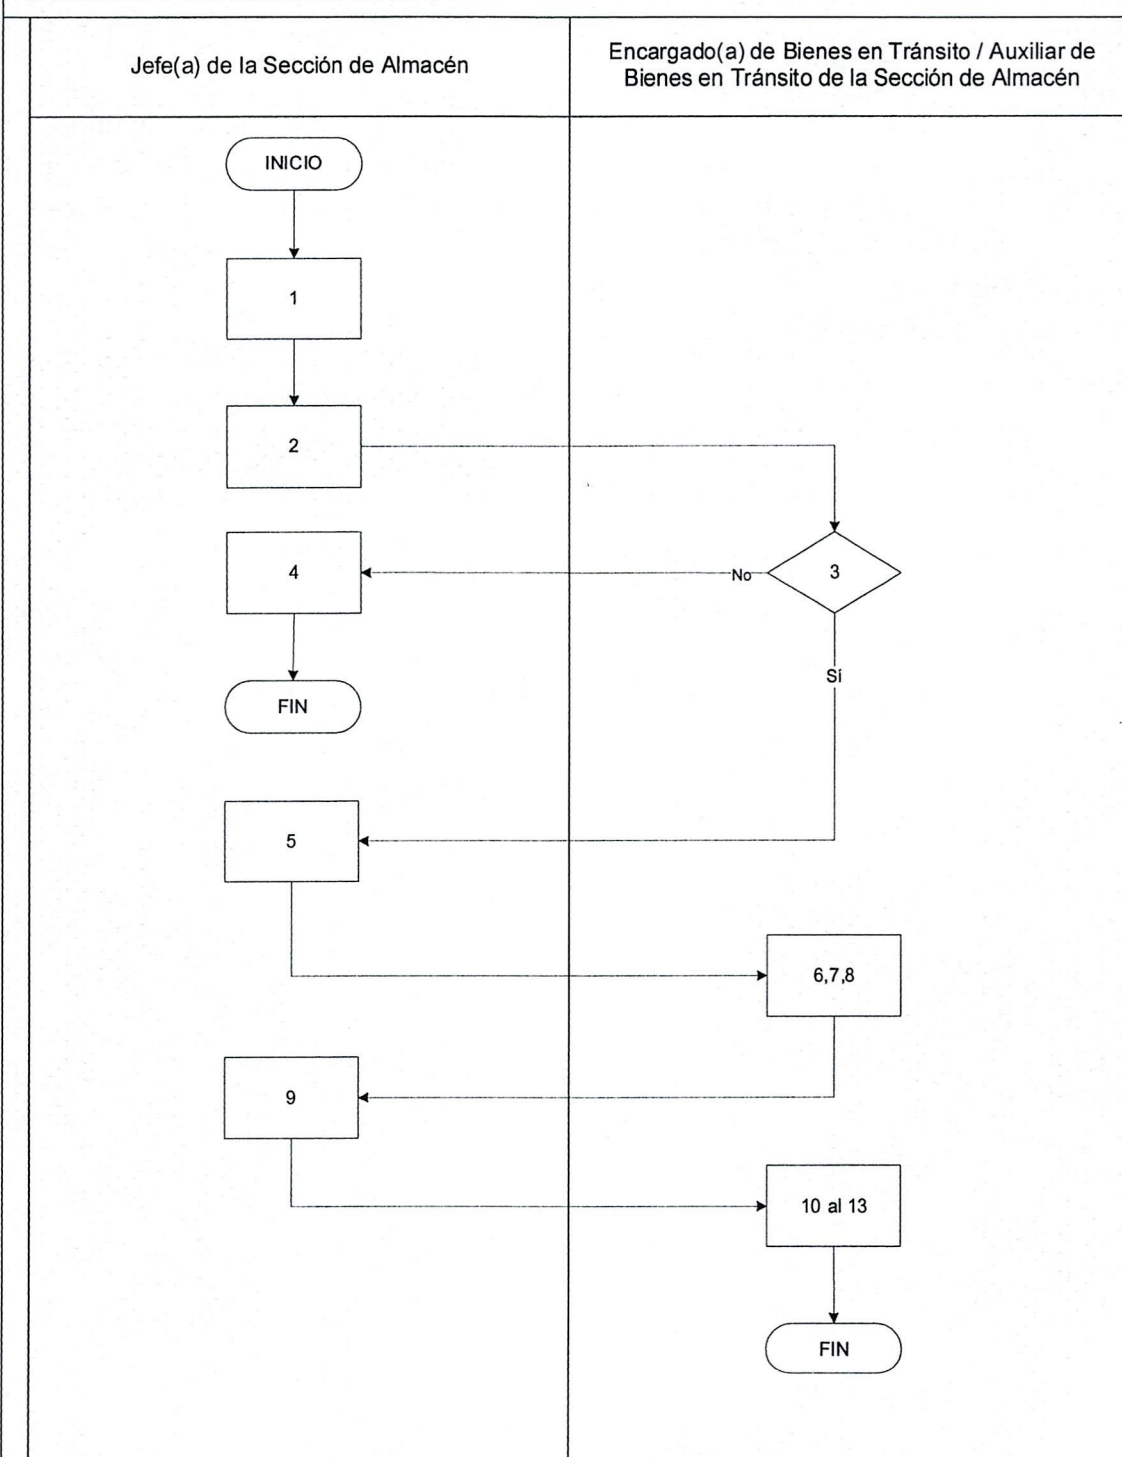 Jefe(a) de la Sección de Almacén
Encargado(a) de Bienes en Tránsito / Auxiliar de
Bienes en Tránsito de la Sección de Almacén
INICIO
1
2
3
No
4
Sí
FIN
5
6,7,8
9
10 al 13
FIN